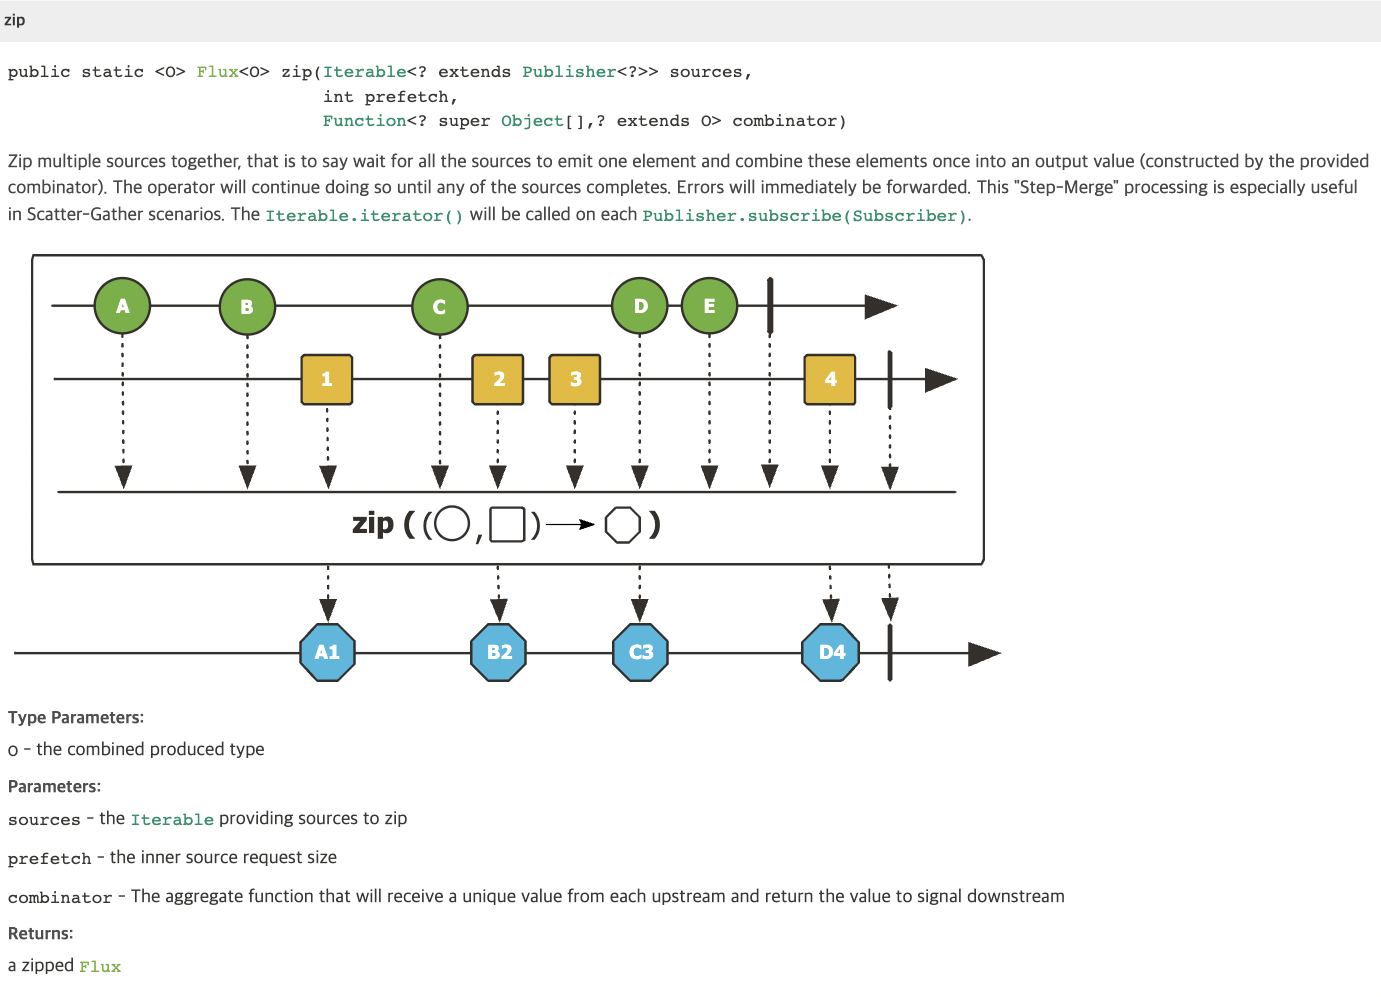 zip
public static <O> Flux<O> zip(Iterable<? extends Publisher<?>> sources,
int prefetch,
Function<? super Object[],? extends O> combinator)
Zip multiple sources together, that is to say wait for all the sources to emit one element and combine these elements once into an output value (constructed by the provided
combinator). The operator will continue doing so until any of the sources completes. Errors will immediately be forwarded. This "Step-Merge" processing is especially useful
in Scatter-Gather scenarios. The Iterable.iterator() will be called on each Publisher.subscribe(Subscriber).
A B C D E
1 2 3 4
zip ((○,□)→⯃)
A1 B2 C3 D4
Type Parameters:
O - the combined produced type
Parameters:
sources - the Iterable providing sources to zip
prefetch - the inner source request size
combinator - The aggregate function that will receive a unique value from each upstream and return the value to signal downstream
Returns:
a zipped Flux